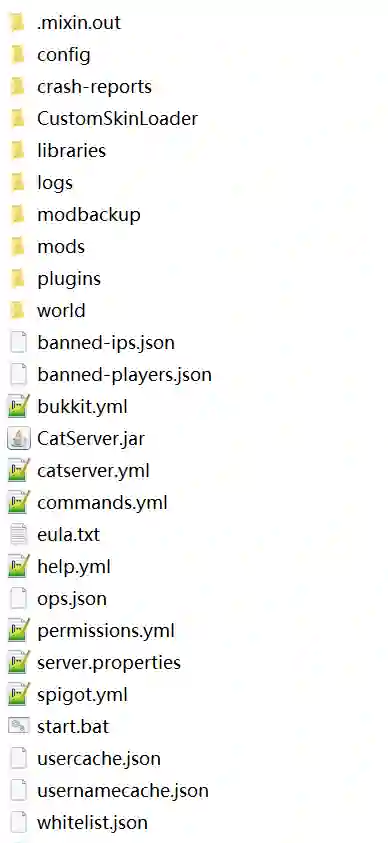 .mixin.out
config
crash-reports
CustomSkinLoader
libraries
logs
modbackup
mods
plugins
world
banned-ips.json
banned-players.json
bukkit.yml
CatServer.jar
catserver.yml
commands.yml
eula.txt
help.yml
ops.json
permissions.yml
server.properties
spigot.yml
start.bat
usercache.json
usernamecache.json
whitelist.json